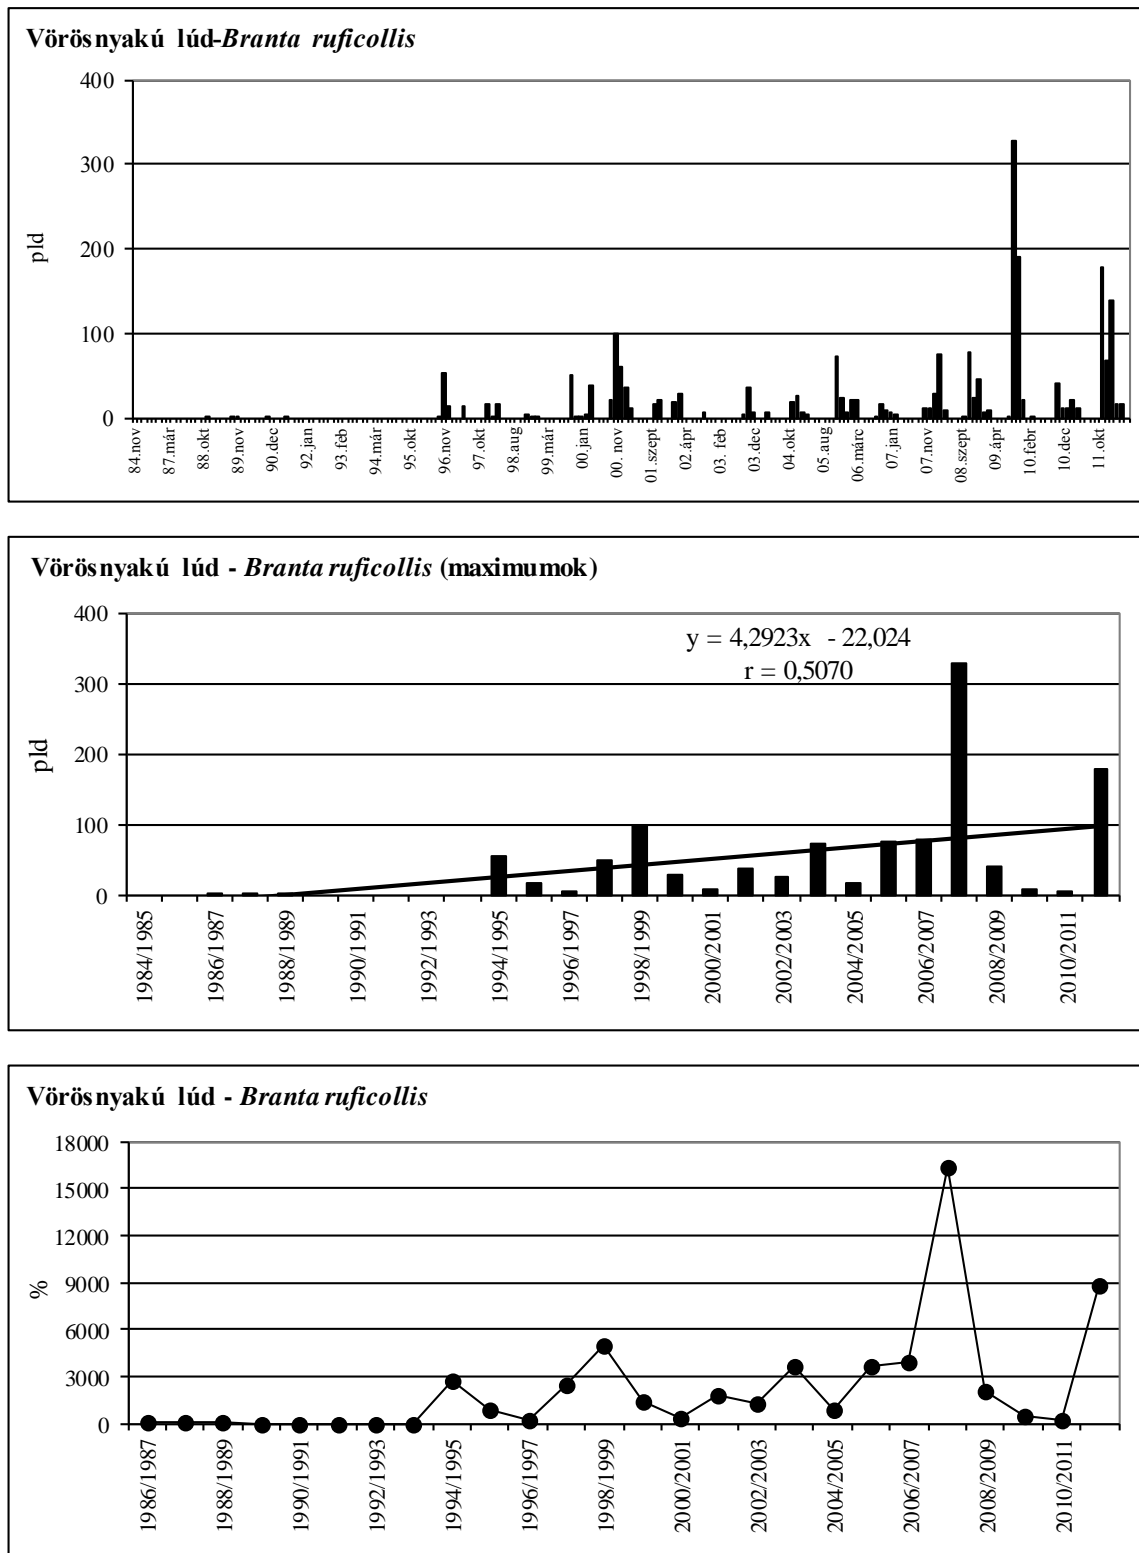 Vörösnyakú lúd-Branta ruficollis
400
300
200
100
0
pld
84.nov
87.már
88.okt
89.nov
90.dec
92.jan
93.feb
94.már
95.okt
96.nov
97.okt
98.aug
99.már
00.jan
00. nov
01.szept
02.ápr
03. feb
03.dec
04.okt
05.aug
06.márc
07.jan
07.nov
08.szept
09.ápr
10.febr
10.dec
11.okt
Vörösnyakú lúd - Branta ruficollis (maximumok)
y = 4,2923x - 22,024
r = 0,5070
400
300
200
100
0
pld
1984/1985
1986/1987
1988/1989
1990/1991
1992/1993
1994/1995
1996/1997
1998/1999
2000/2001
2002/2003
2004/2005
2006/2007
2008/2009
2010/2011
Vörösnyakú lúd - Branta ruficollis
18000
15000
12000
9000
6000
3000
0
%
1986/1987
1988/1989
1990/1991
1992/1993
1994/1995
1996/1997
1998/1999
2000/2001
2002/2003
2004/2005
2006/2007
2008/2009
2010/2011